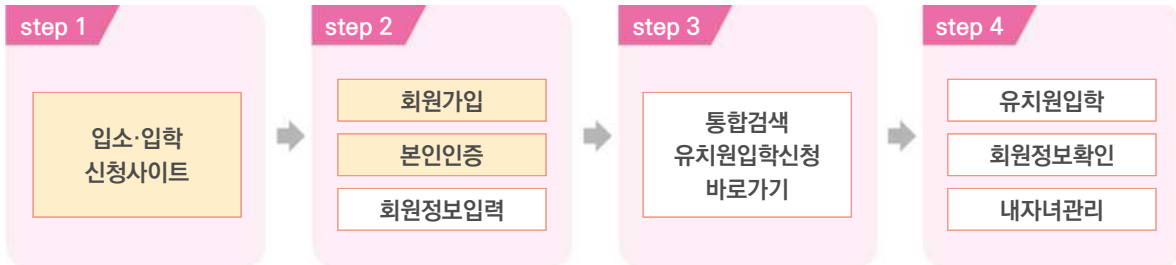 step 1
입소·입학
신청사이트
step 2
회원가입
본인인증
회원정보입력
step 3
통합검색
유치원입학신청
바로가기
step 4
유치원입학
회원정보확인
내자녀관리